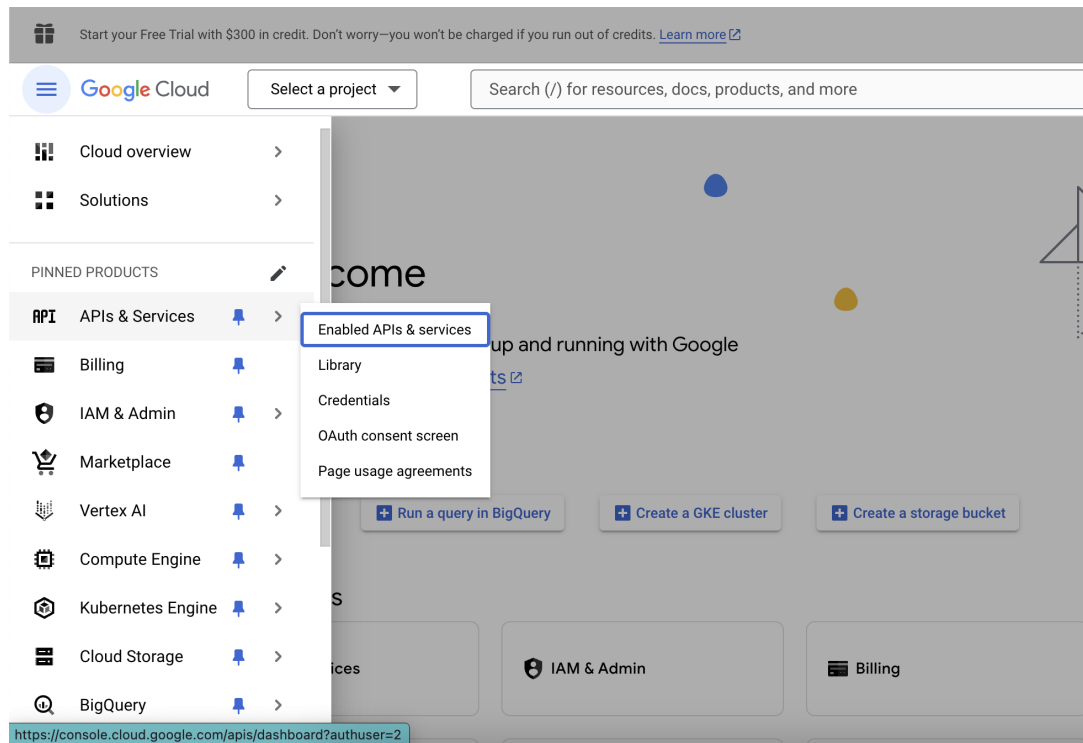 Start your Free Trial with $300 in credit. Don't worry—you won't be charged if you run out of credits. Learn more
Google Cloud
Select a project
Search (/) for resources, docs, products, and more
Cloud overview
Solutions
PINNED PRODUCTS
come
API APIs & Services
Enabled APIs & services
up and running with Google
Billing
Library
ts
Credentials
IAM & Admin
OAuth consent screen
Marketplace
Page usage agreements
Vertex AI
Run a query in BigQuery
Create a GKE cluster
Create a storage bucket
Compute Engine
Kubernetes Engine
s
Cloud Storage
ices
IAM & Admin
Billing
BigQuery
https://console.cloud.google.com/apis/dashboard?authuser=2